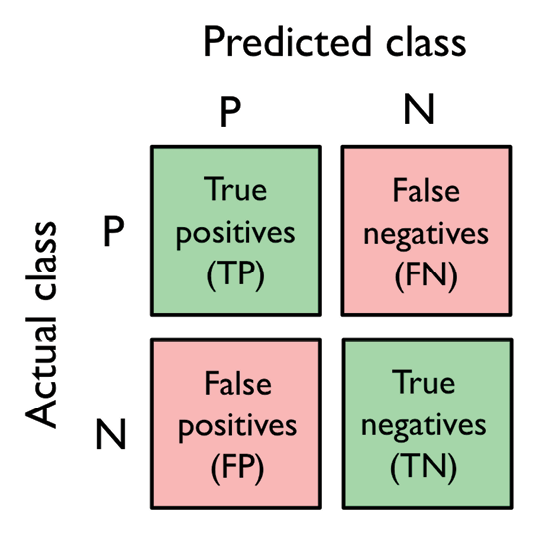 Predicted class
P
N
Actual class
P
True
positives
(TP)
False
negatives
(FN)
N
False
positives
(FP)
True
negatives
(TN)